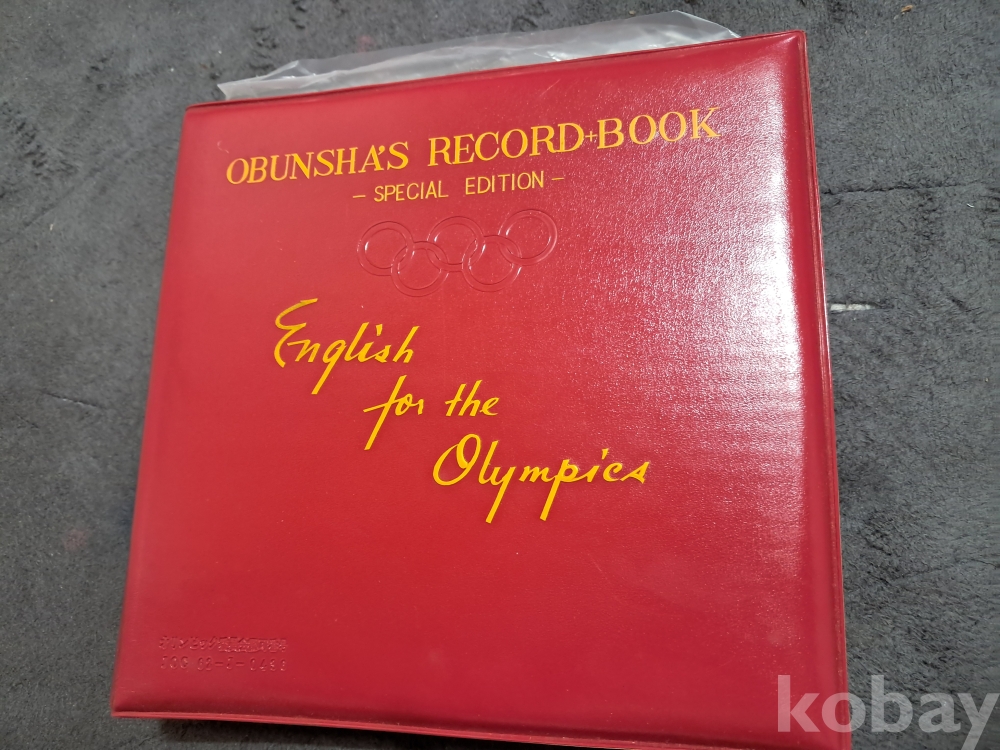 OBUNSHA'S RECORD+BOOK
- SPECIAL EDITION -
English
for the
Olympics
kobay